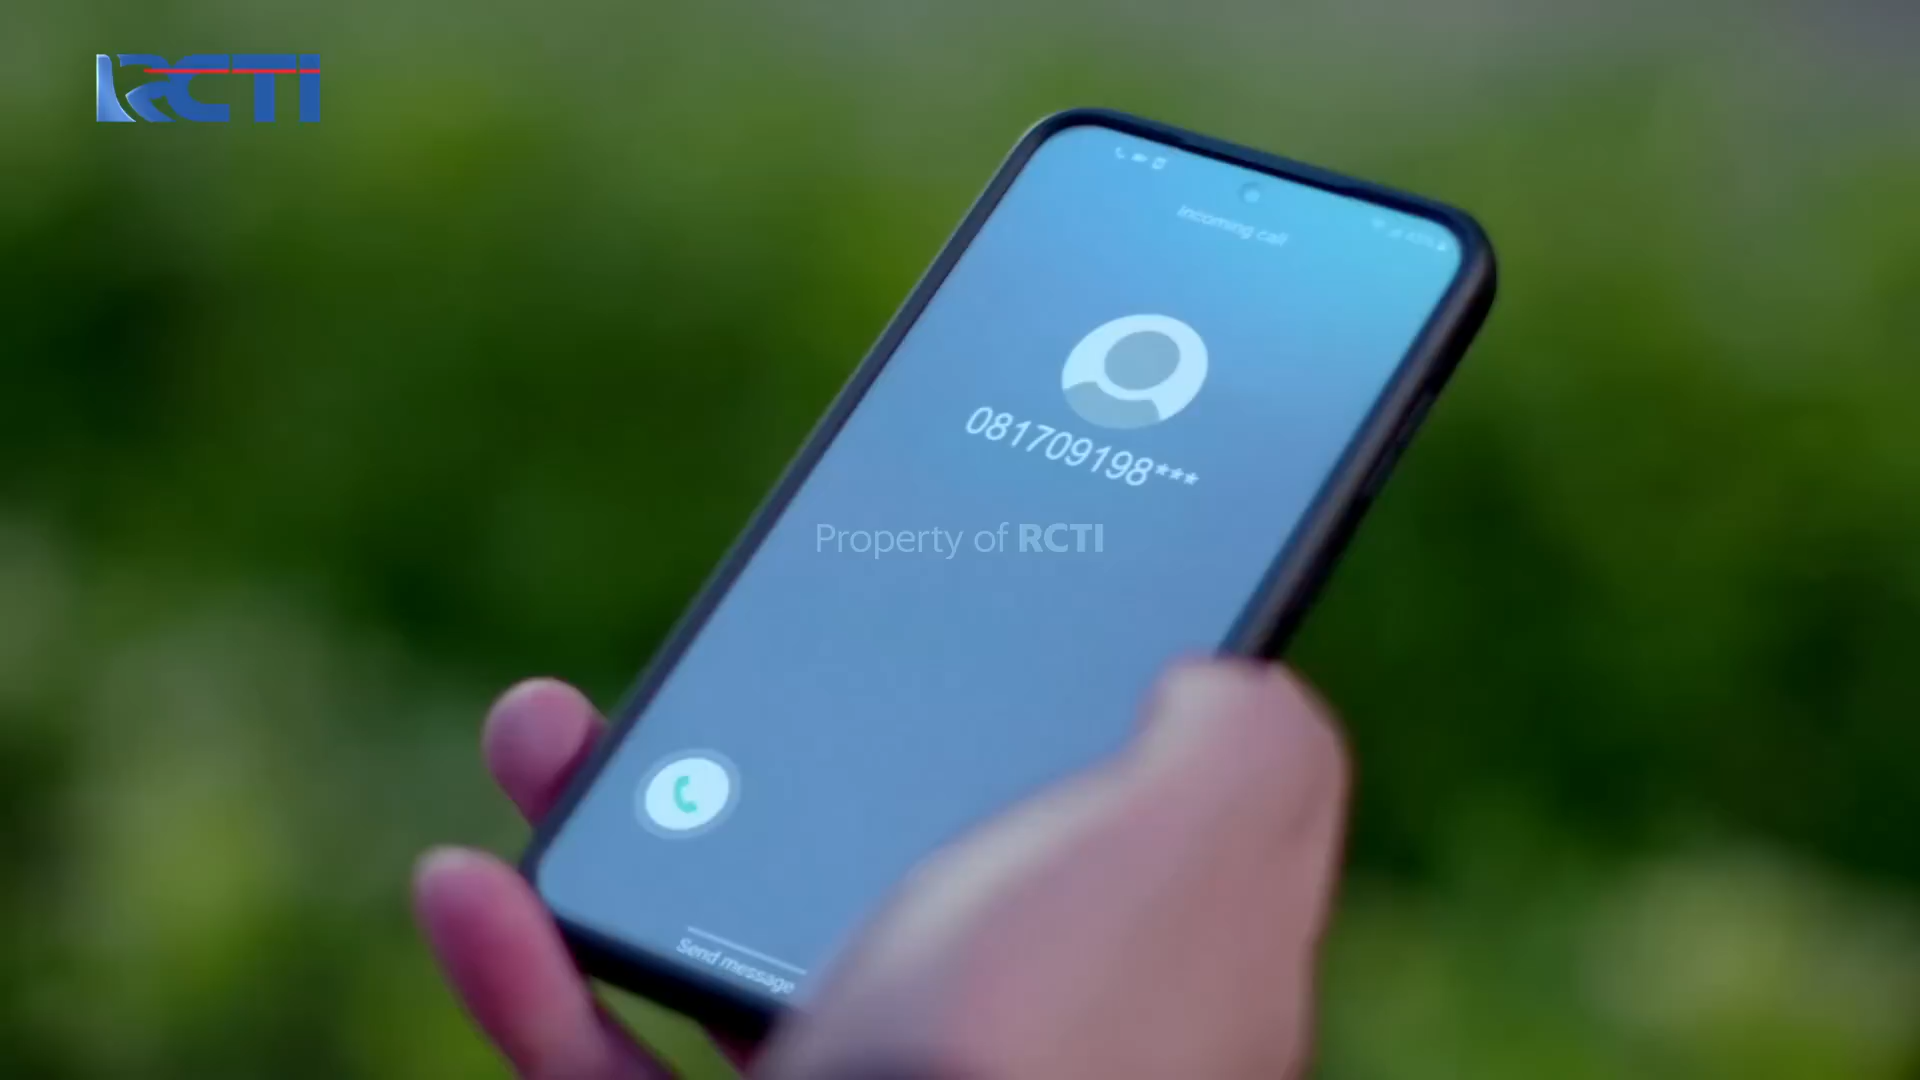 RCTI
Incoming call
081709198***
Property of RCTI
Send message